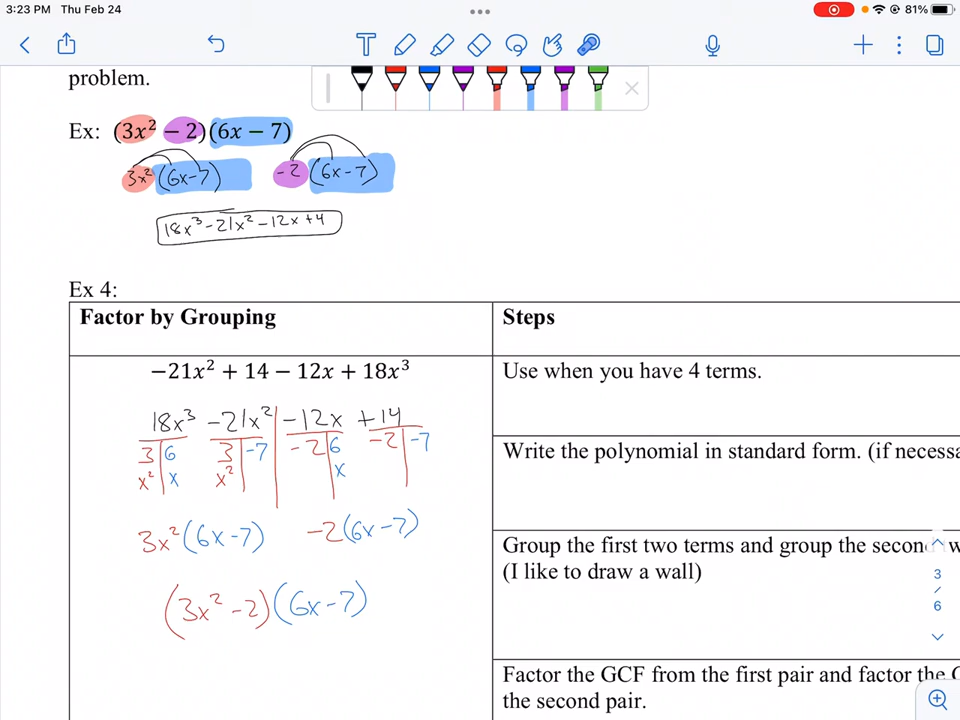 3:23 PM Thu Feb 24
81%
problem.
Ex: (3x² − 2)(6x − 7)
3x²(6x-7) -2(6x-7)
18x³-21x²-12x+4
Ex 4:
Factor by Grouping
Steps
−21x² + 14 − 12x + 18x³
Use when you have 4 terms.
18x³ -21x² -12x +14
3 6 3 -7 -2 6 -2 -7
x² x x² x
Write the polynomial in standard form. (if necessa
3x²(6x-7) -2(6x-7)
Group the first two terms and group the secon w
(I like to draw a wall)
(3x²-2)(6x-7)
3
/
6
Factor the GCF from the first pair and factor the
the second pair.